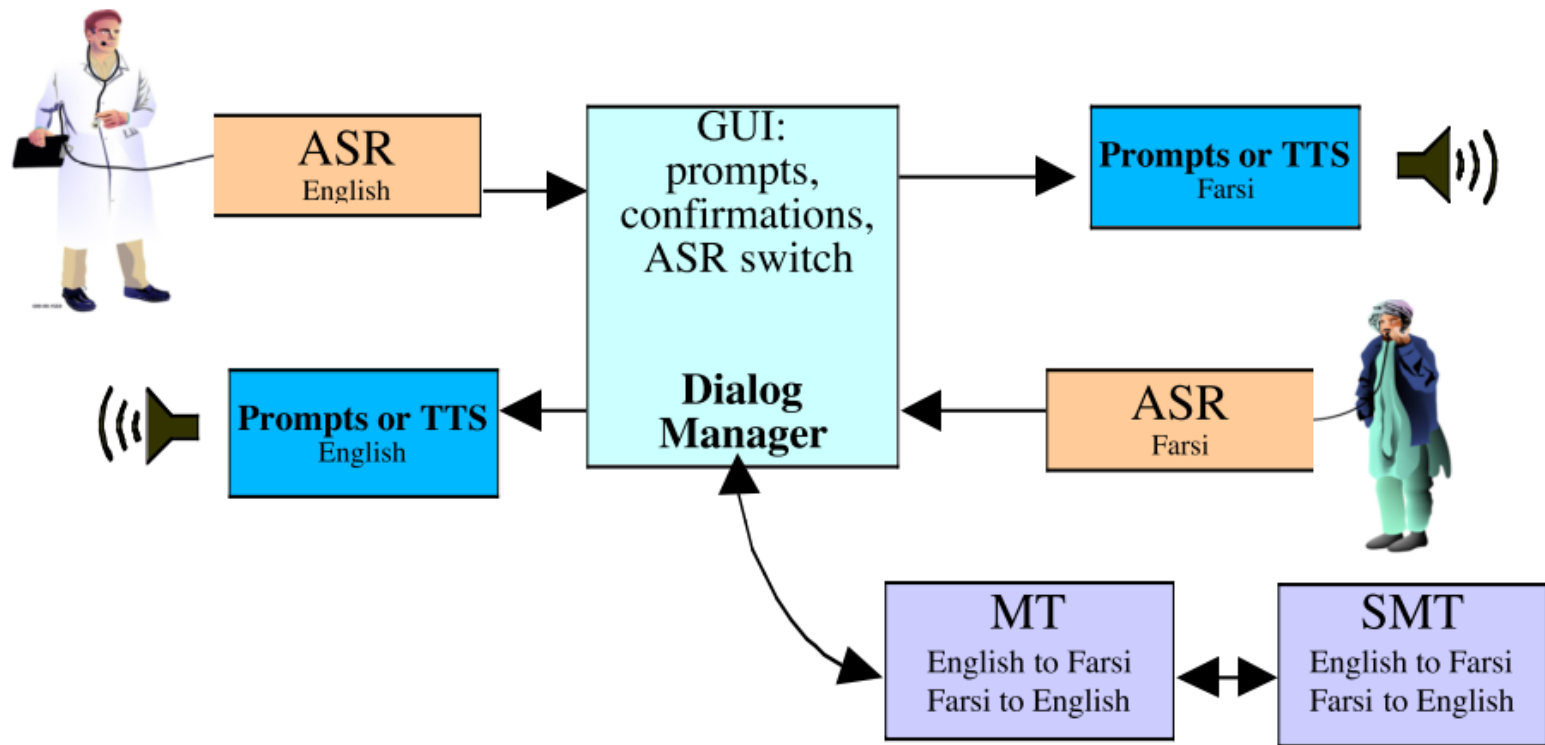 ASR
English
GUI:
prompts,
confirmations,
ASR switch
Prompts or TTS
Farsi
Prompts or TTS
English
Dialog
Manager
ASR
Farsi
MT
English to Farsi
Farsi to English
SMT
English to Farsi
Farsi to English